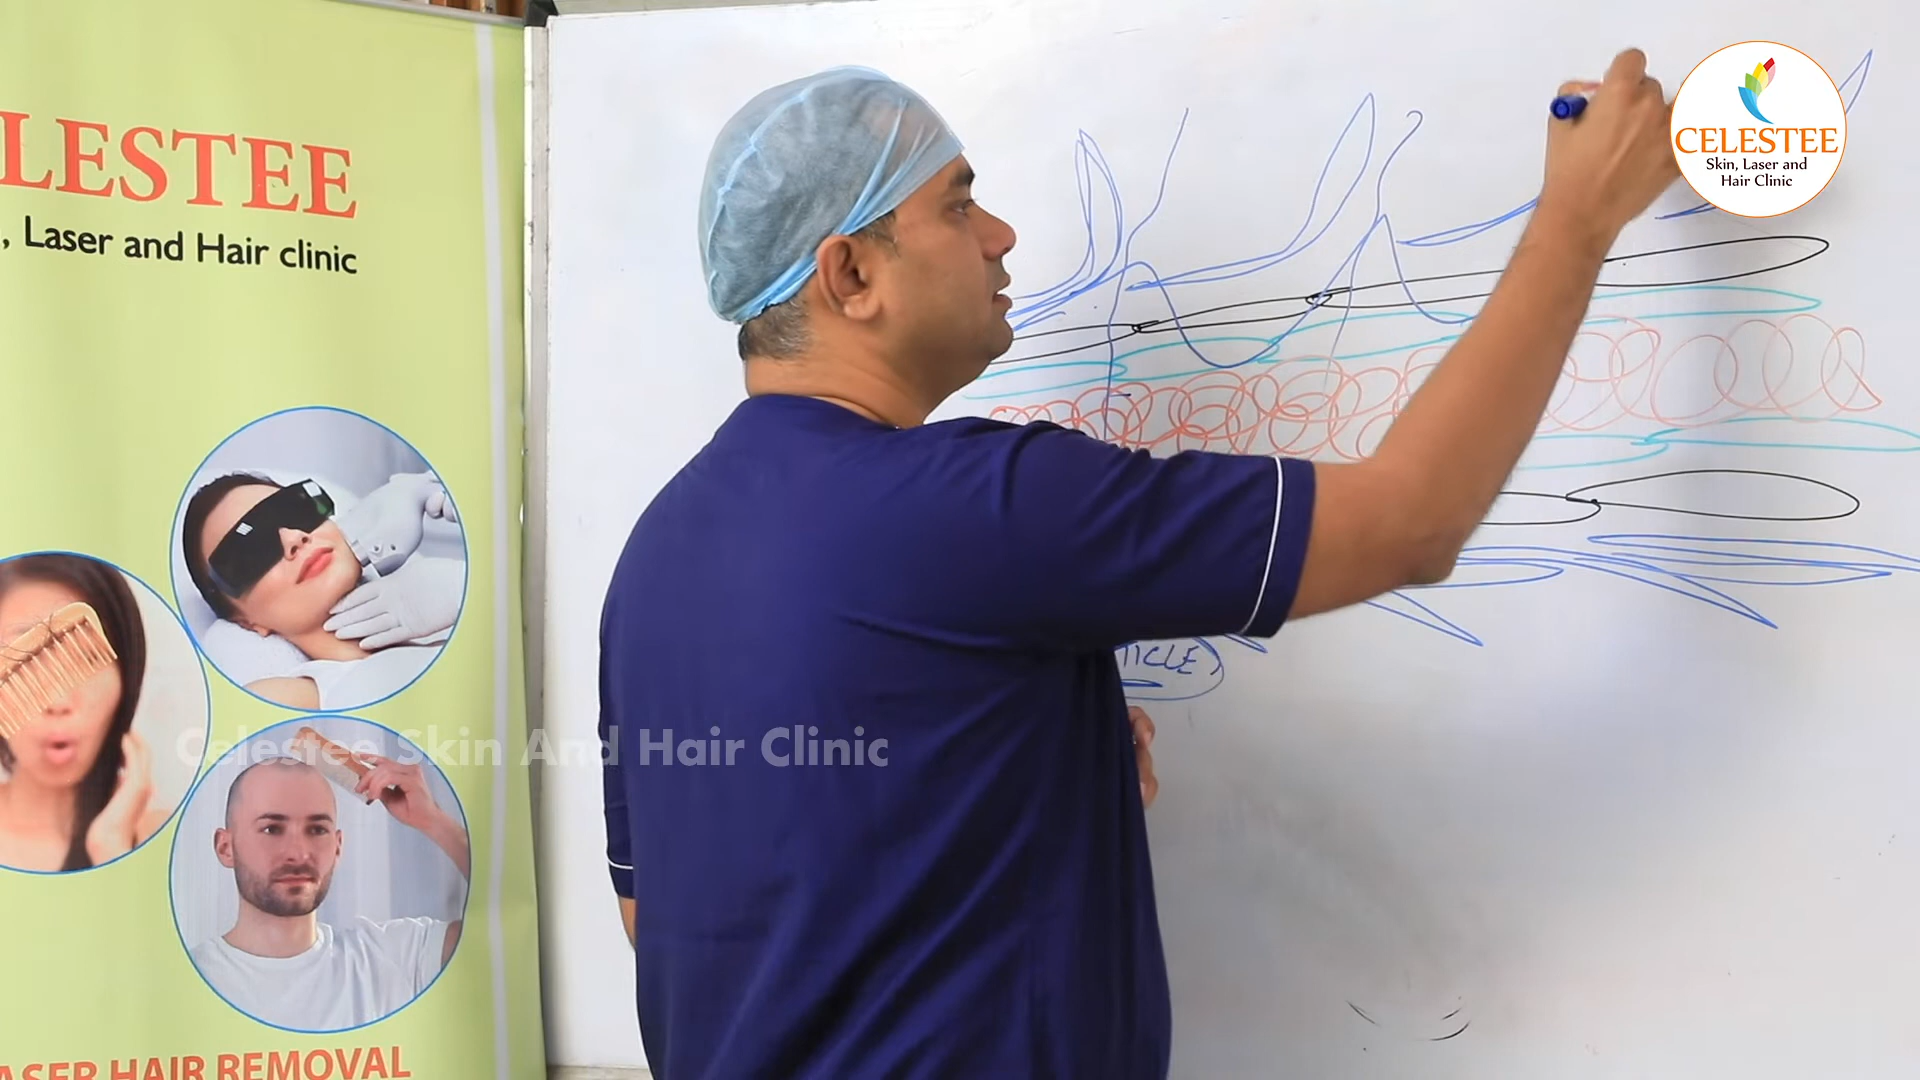 LESTEE
, Laser and Hair clinic
ASER HAIR REMOVAL
TICLE)
CELESTEE
Skin, Laser and
Hair Clinic
Celestee Skin And Hair Clinic